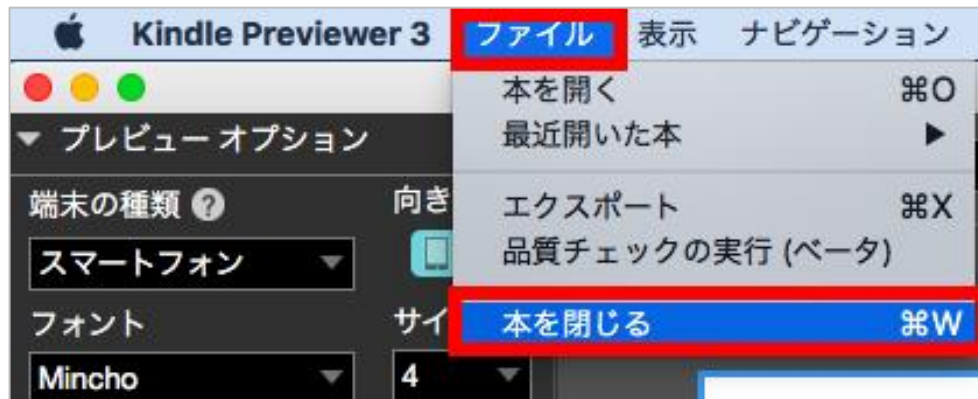 Kindle Previewer 3 ファイル 表示 ナビゲーション
本を開く ⌘O
最近開いた本 ▶
エクスポート ⌘X
品質チェックの実行 (ベータ)
本を閉じる ⌘W
▼ プレビュー オプション
端末の種類 ? 向き
スマートフォン
フォント サイ
Mincho 4